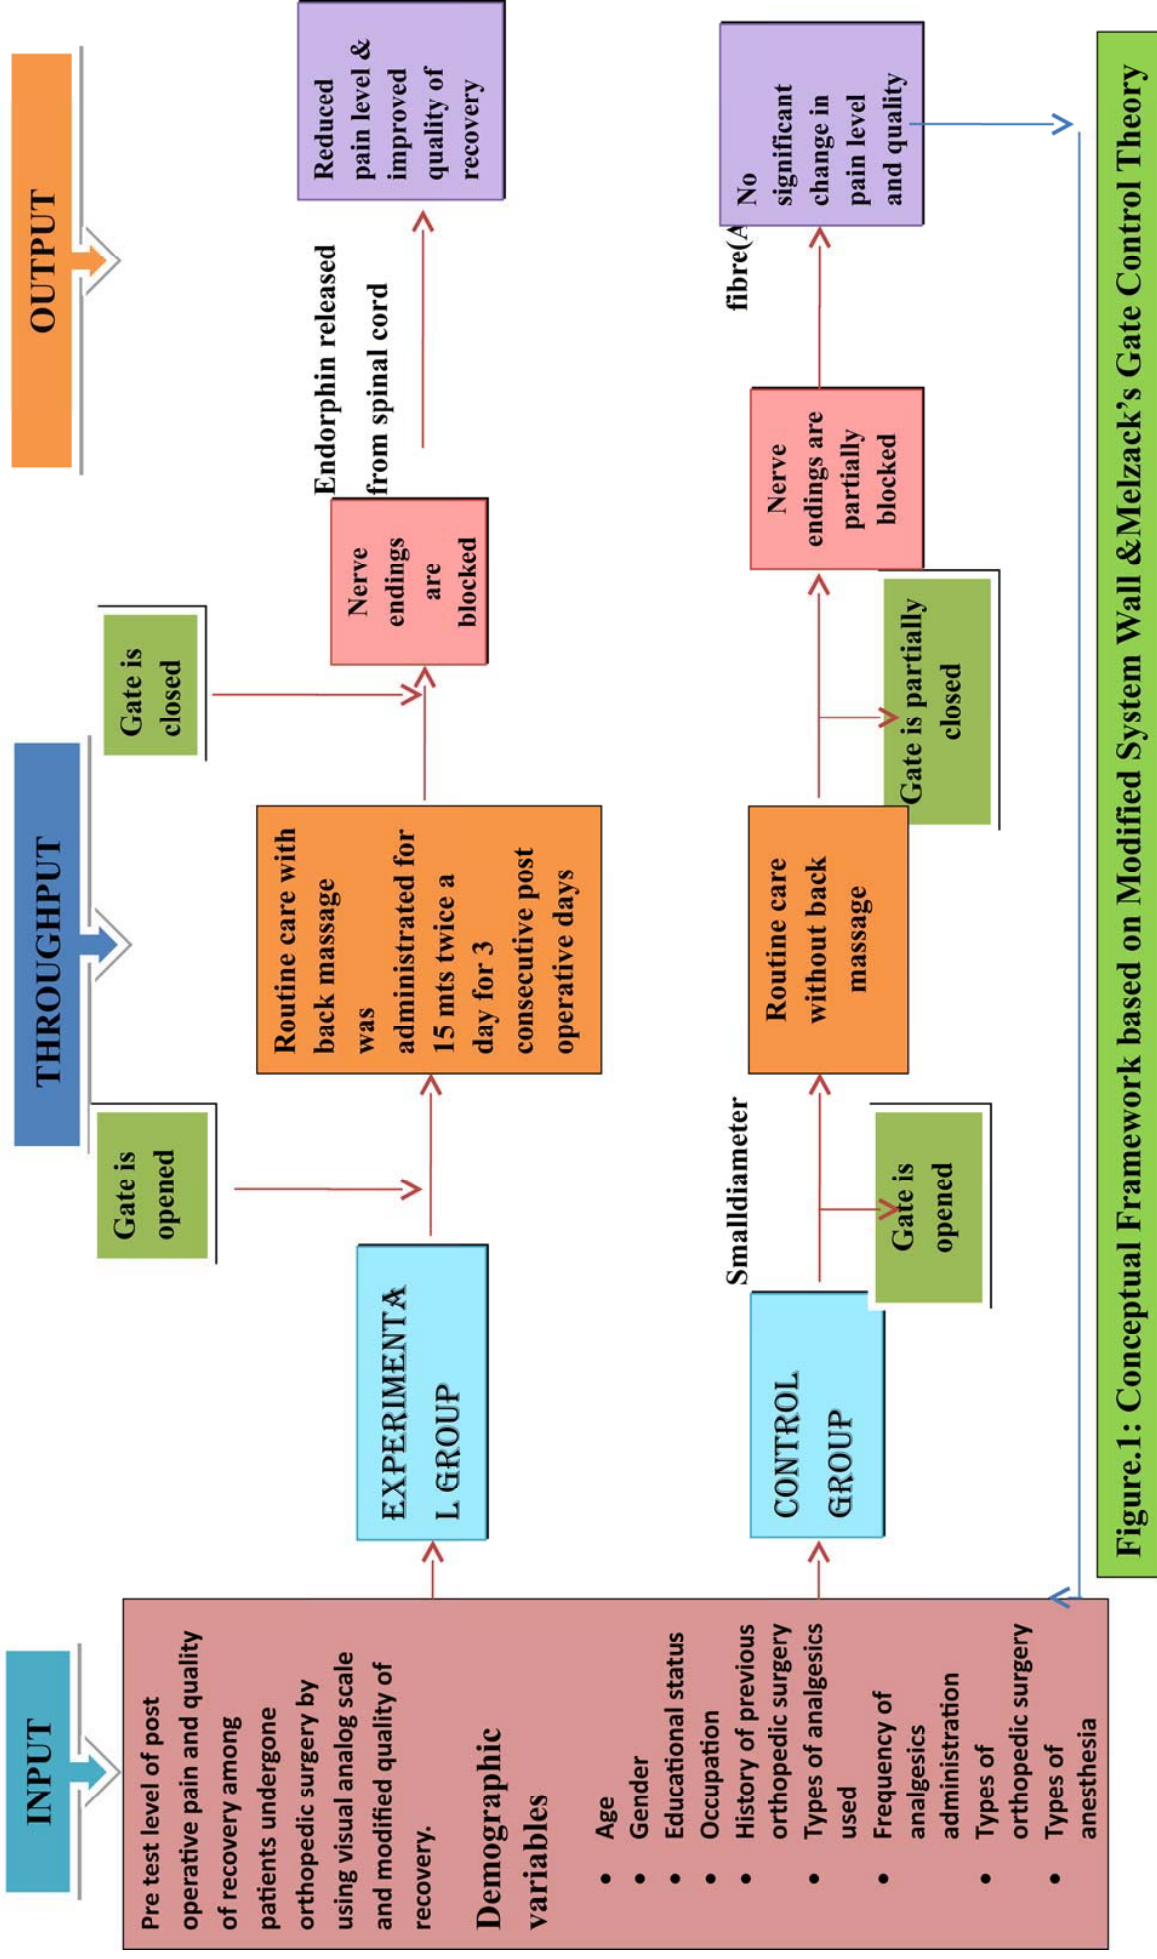 INPUT
THROUGHPUT
OUTPUT
Pre test level of post
operative pain and quality
of recovery among
patients undergone
orthopedic surgery by
using visual analog scale
and modified quality of
recovery.
Demographic
variables
• Age
• Gender
• Educational status
• Occupation
• History of previous
orthopedic surgery
• Types of analgesics
used
• Frequency of
analgesics
administration
• Types of
orthopedic surgery
• Types of
anesthesia
EXPERIMENTA
L GROUP
Gate is
opened
Routine care with
back massage
was
administrated for
15 mts twice a
day for 3
consecutive post
operative days
Gate is
closed
Nerve
endings
are
blocked
Endorphin released
from spinal cord
Reduced
pain level &
improved
quality of
recovery
CONTROL
GROUP
Smalldiameter
Gate is
opened
Routine care
without back
massage
Gate is partially
closed
Nerve
endings are
partially
blocked
fibre(A
No
significant
change in
pain level
and quality
Figure.1: Conceptual Framework based on Modified System Wall &Melzack's Gate Control Theory